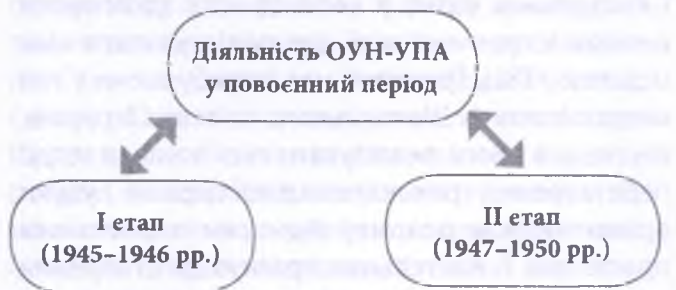 Діяльність ОУН-УПА
повоєнний період
І етап
(1945–1946 рр.)
ІІ етап
(1947–1950 рр.)